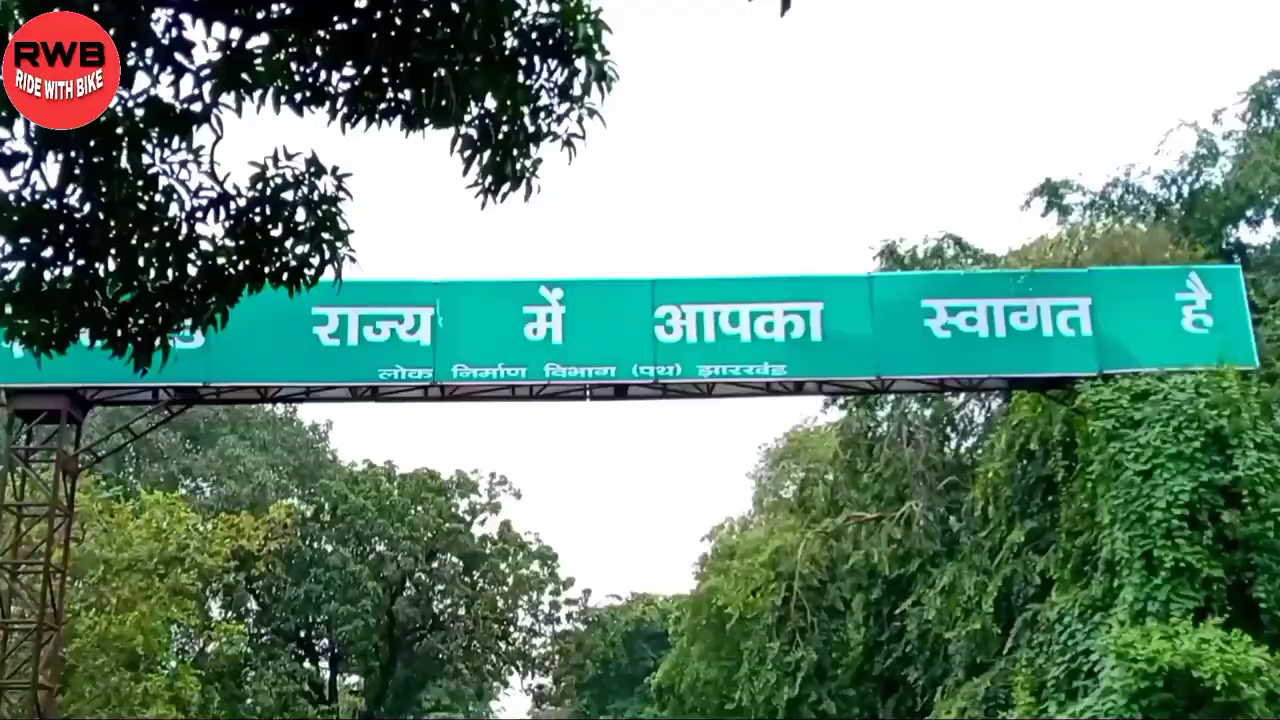 RWB
RIDE WITH BIKE
राज्य में आपका स्वागत है
लोक निर्माण विभाग (पथ) झारखंड